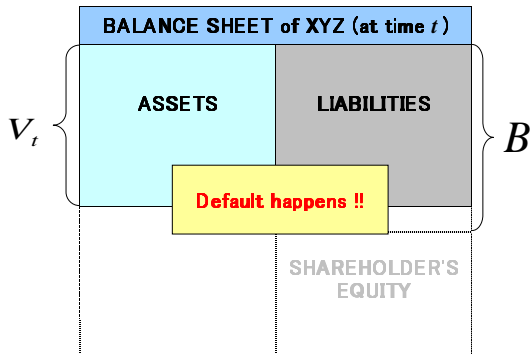 BALANCE SHEET of XYZ (at time t )
ASSETS
LIABILITIES
V_t
B
Default happens !!
SHAREHOLDER'S
EQUITY